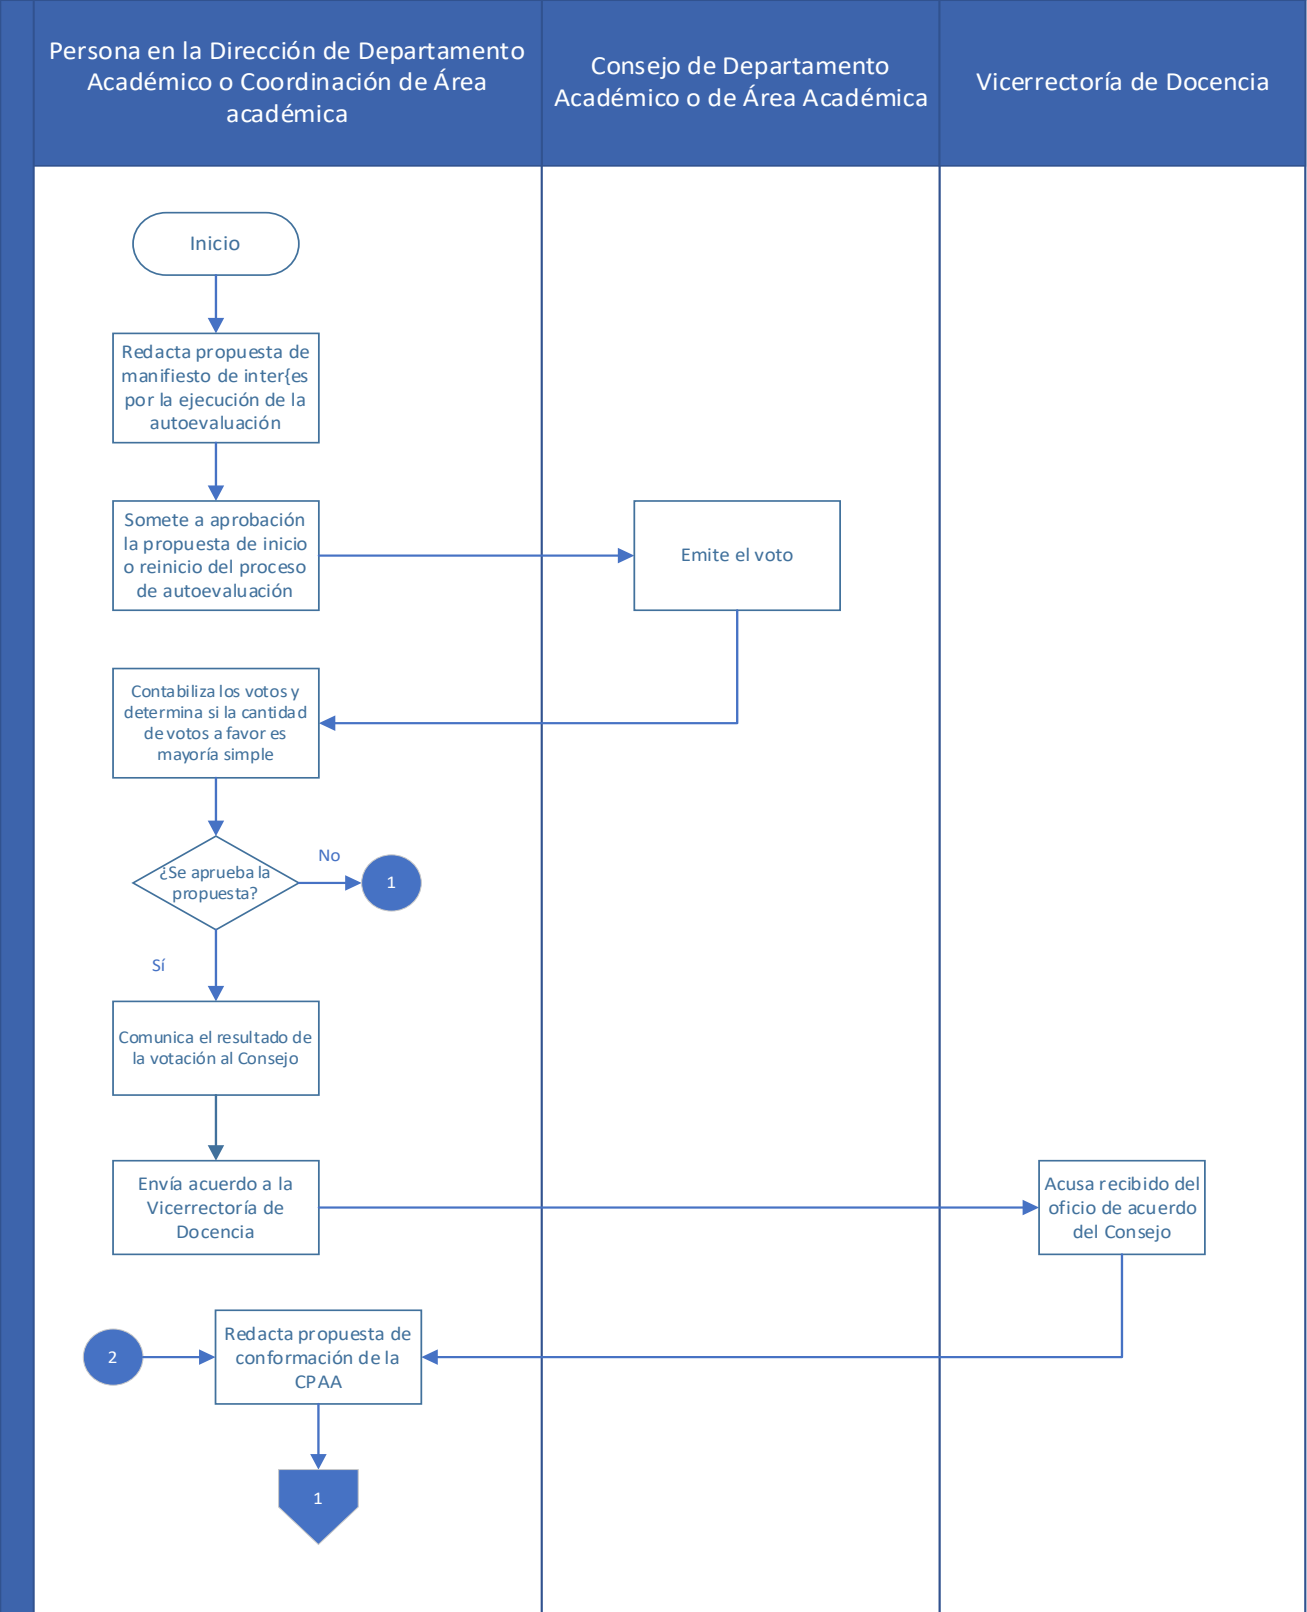 Persona en la Dirección de Departamento
Académico o Coordinación de Área
académica
Consejo de Departamento
Académico o de Área Académica
Vicerrectoría de Docencia
Inicio
Redacta propuesta de
manifiesto de inter{es
por la ejecución de la
autoevaluación
Somete a aprobación
la propuesta de inicio
o reinicio del proceso
de autoevaluación
Emite el voto
Contabiliza los votos y
determina si la cantidad
de votos a favor es
mayoría simple
¿Se aprueba la
propuesta?
No
1
Sí
Comunica el resultado de
la votación al Consejo
Envía acuerdo a la
Vicerrectoría de
Docencia
Acusa recibido del
oficio de acuerdo
del Consejo
2
Redacta propuesta de
conformación de la
CPAA
1